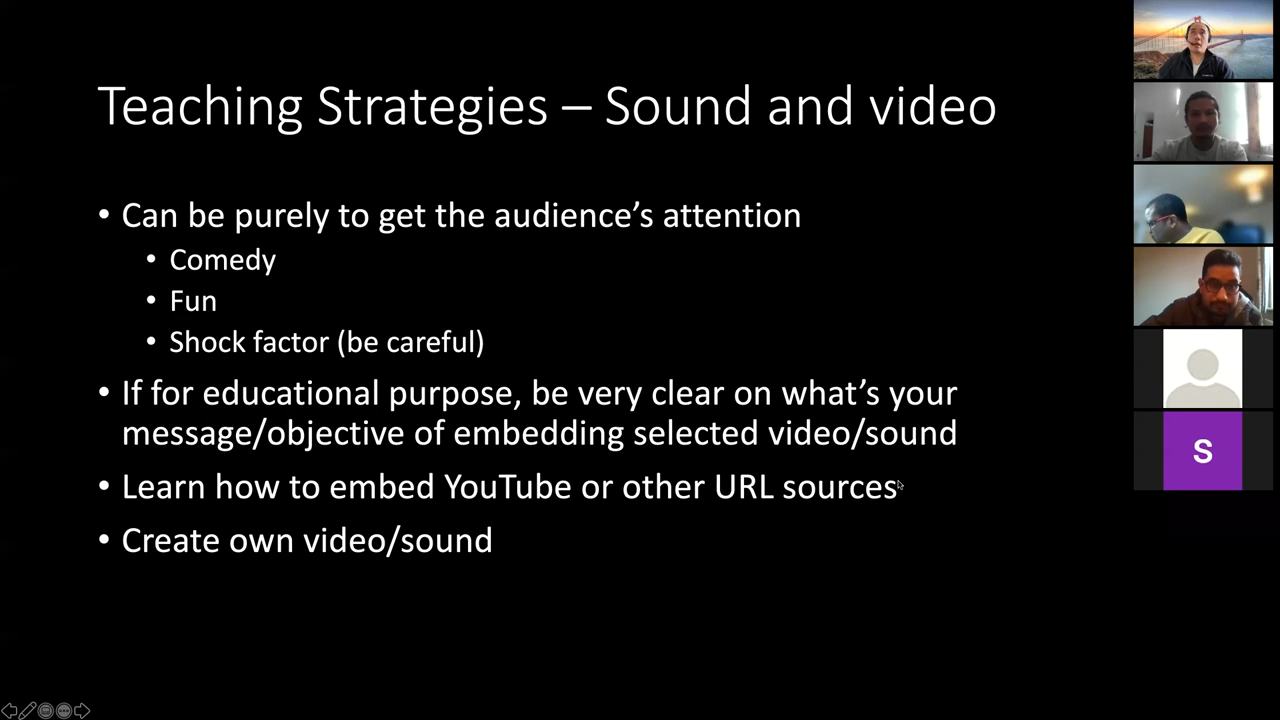 Teaching Strategies – Sound and video
• Can be purely to get the audience’s attention
• Comedy
• Fun
• Shock factor (be careful)
• If for educational purpose, be very clear on what’s your
message/objective of embedding selected video/sound
• Learn how to embed YouTube or other URL sources
• Create own video/sound
S